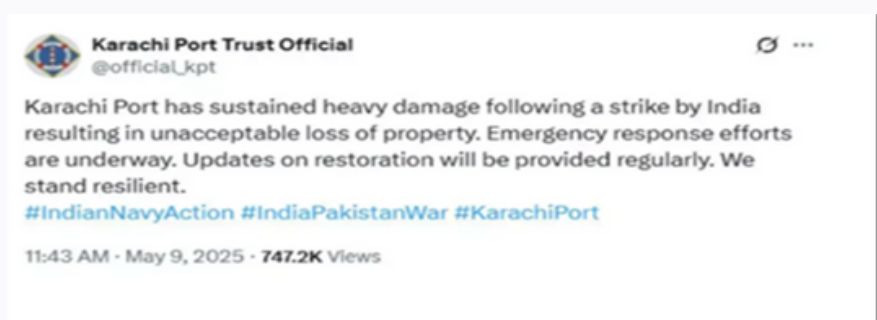 Karachi Port Trust Official
@official_kpt
Karachi Port has sustained heavy damage following a strike by India
resulting in unacceptable loss of property. Emergency response efforts
are underway. Updates on restoration will be provided regularly. We
stand resilient.
#IndianNavyAction #IndiaPakistanWar #KarachiPort
11:43 AM · May 9, 2025 · 747.2K Views